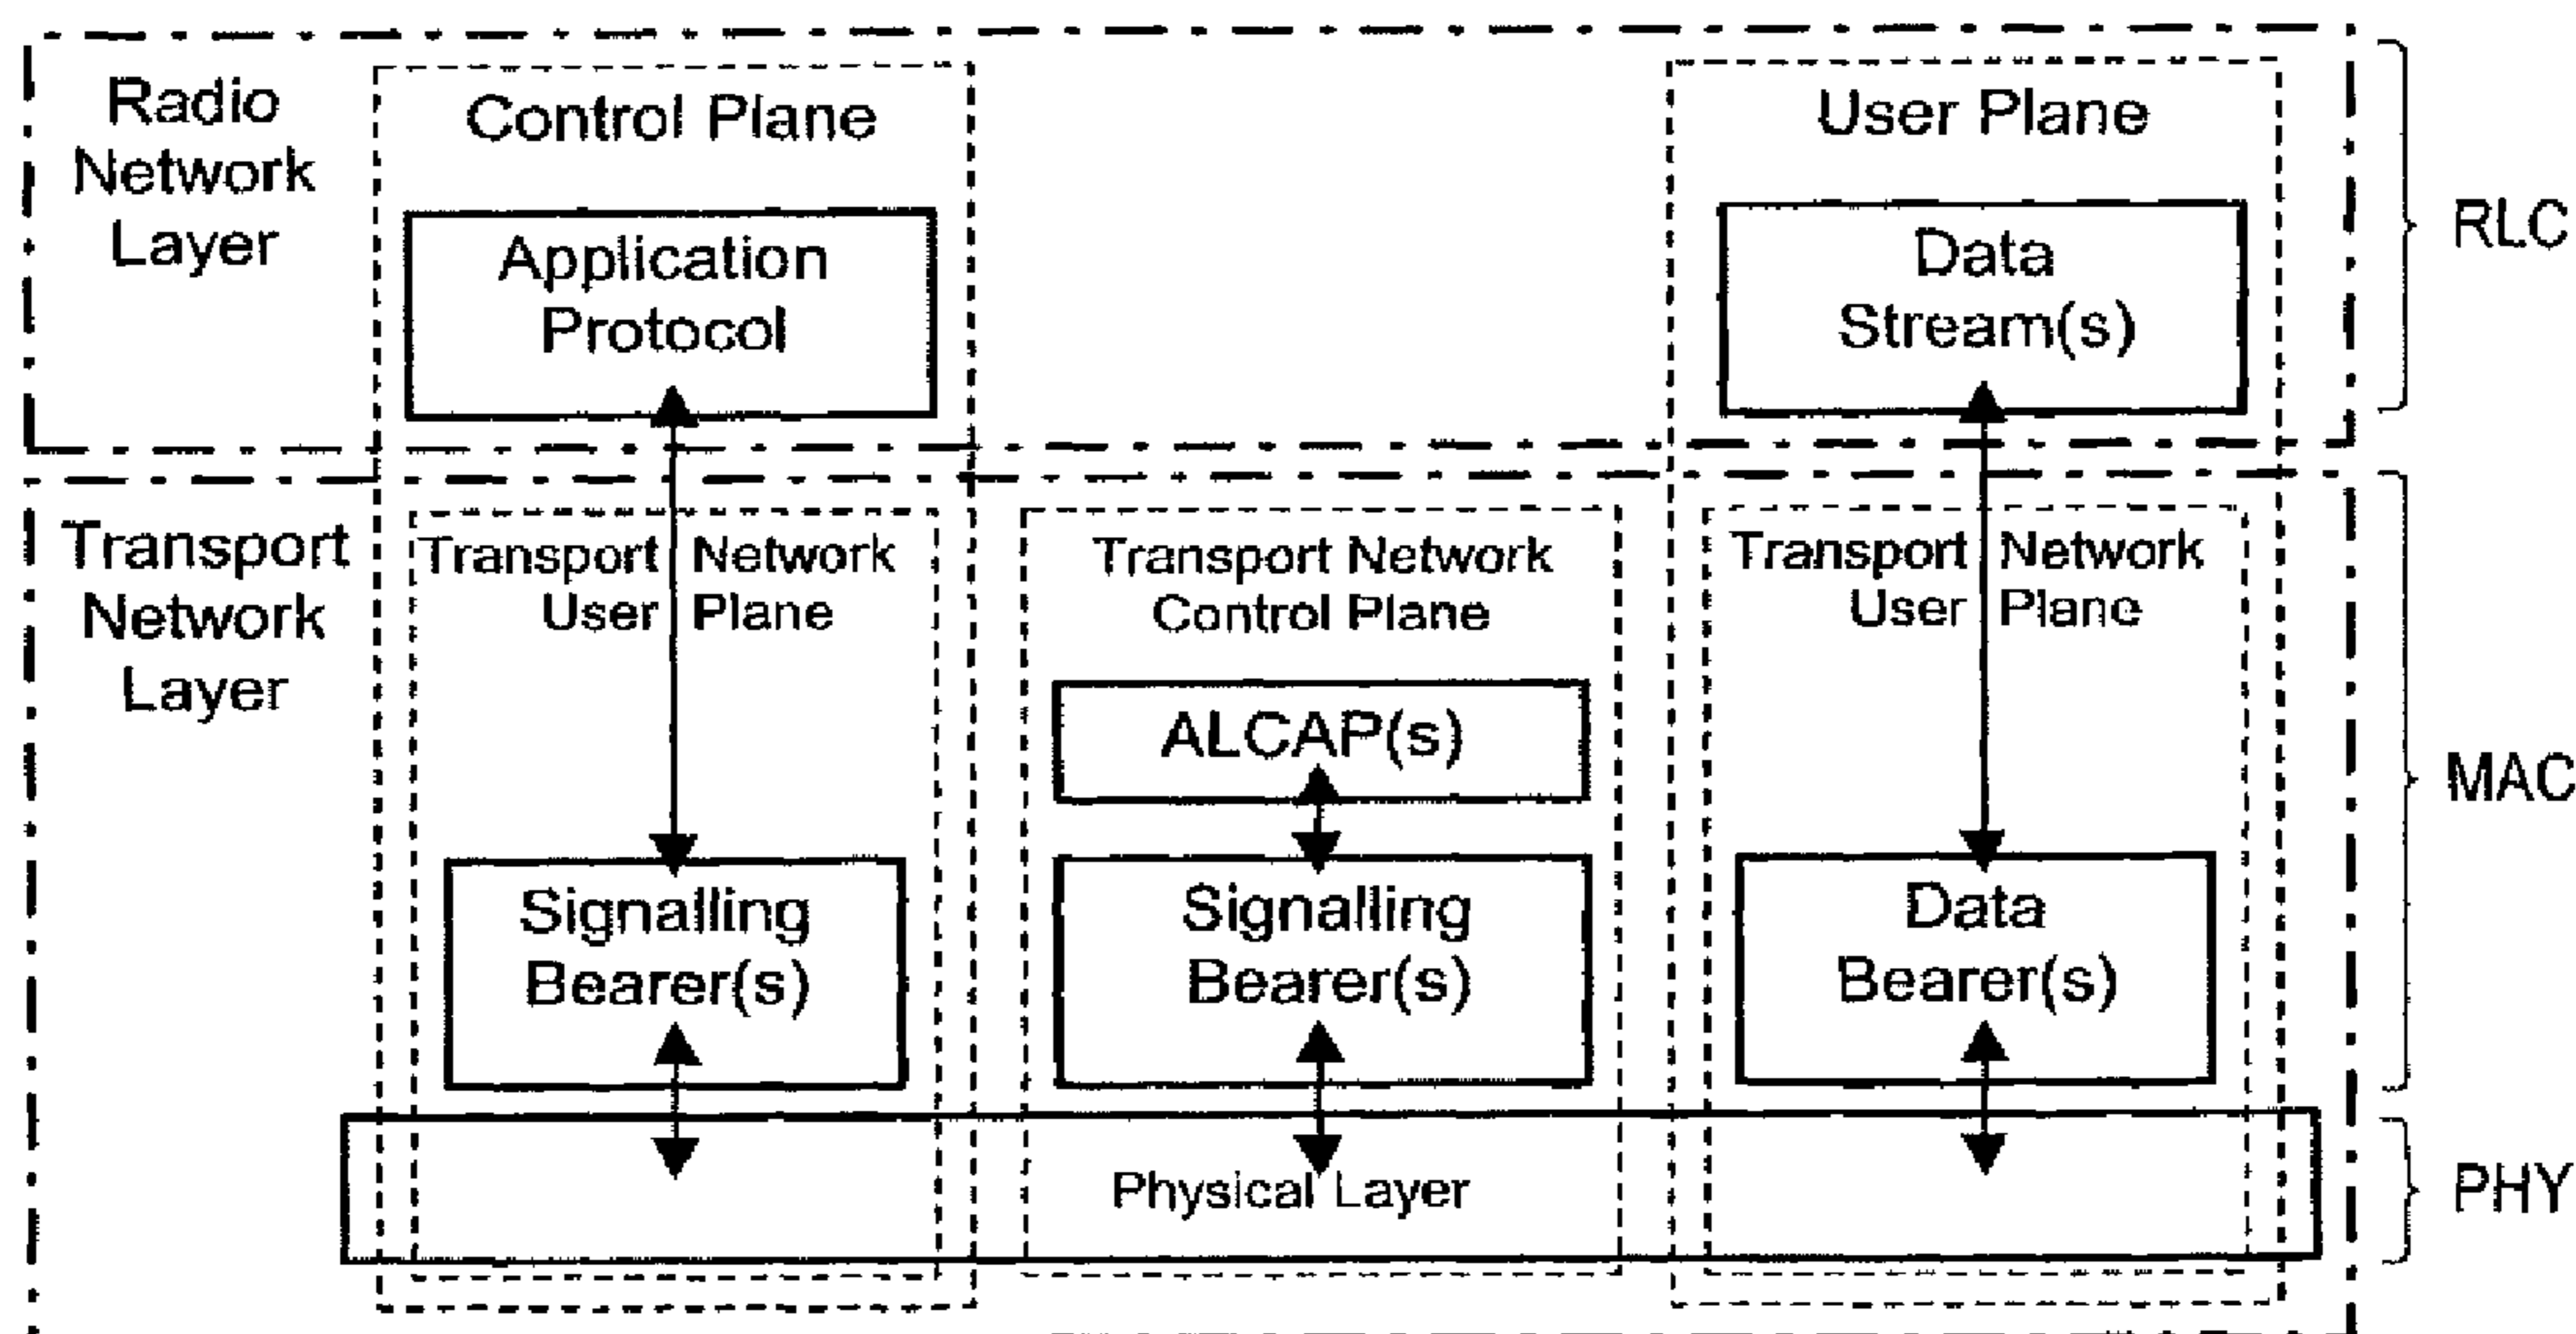 Radio
Network
Layer
Control Plane
User Plane
Application
Protocol
Data
Stream(s)
RLC
Transport
Network
Layer
Transport Network
User Plane
Transport Network
Control Plane
Transport Network
User Plane
ALCAP(s)
MAC
Signalling
Bearer(s)
Signalling
Bearer(s)
Data
Bearer(s)
Physical Layer
PHY